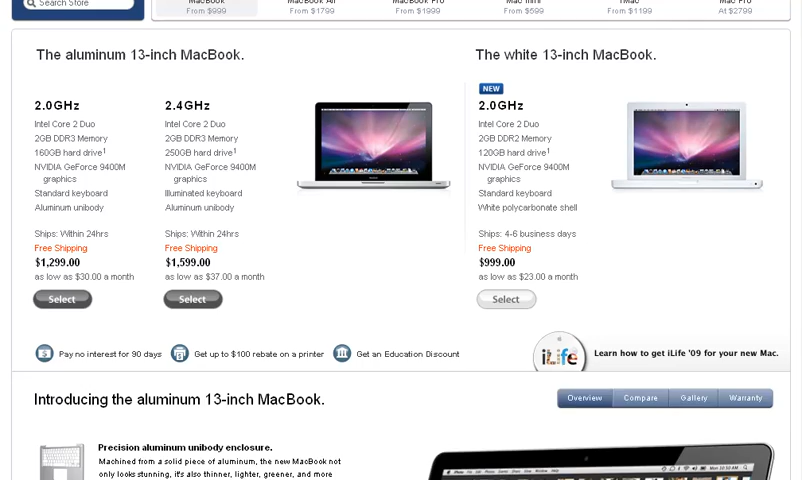 Search Store
MacBook
From $999
MacBook Air
From $1799
MacBook Pro
From $1999
Mac mini
From $599
iMac
From $1199
Mac Pro
At $2799
The aluminum 13-inch MacBook.
The white 13-inch MacBook.
2.0GHz
Intel Core 2 Duo
2GB DDR3 Memory
160GB hard drive1
NVIDIA GeForce 9400M
graphics
Standard keyboard
Aluminum unibody
Ships: Within 24hrs
Free Shipping
$1,299.00
as low as $30.00 a month
Select
2.4GHz
Intel Core 2 Duo
2GB DDR3 Memory
250GB hard drive1
NVIDIA GeForce 9400M
graphics
Illuminated keyboard
Aluminum unibody
Ships: Within 24hrs
Free Shipping
$1,599.00
as low as $37.00 a month
Select
NEW
2.0GHz
Intel Core 2 Duo
2GB DDR2 Memory
120GB hard drive1
NVIDIA GeForce 9400M
graphics
Standard keyboard
White polycarbonate shell
Ships: 4-6 business days
Free Shipping
$999.00
as low as $23.00 a month
Select
Pay no interest for 90 days
Get up to $100 rebate on a printer
Get an Education Discount
iLife
Learn how to get iLife '09 for your new Mac.
Introducing the aluminum 13-inch MacBook.
Overview
Compare
Gallery
Warranty
Precision aluminum unibody enclosure.
Machined from a solid piece of aluminum, the new MacBook not
only looks stunning, it's also thinner, lighter, greener, and more